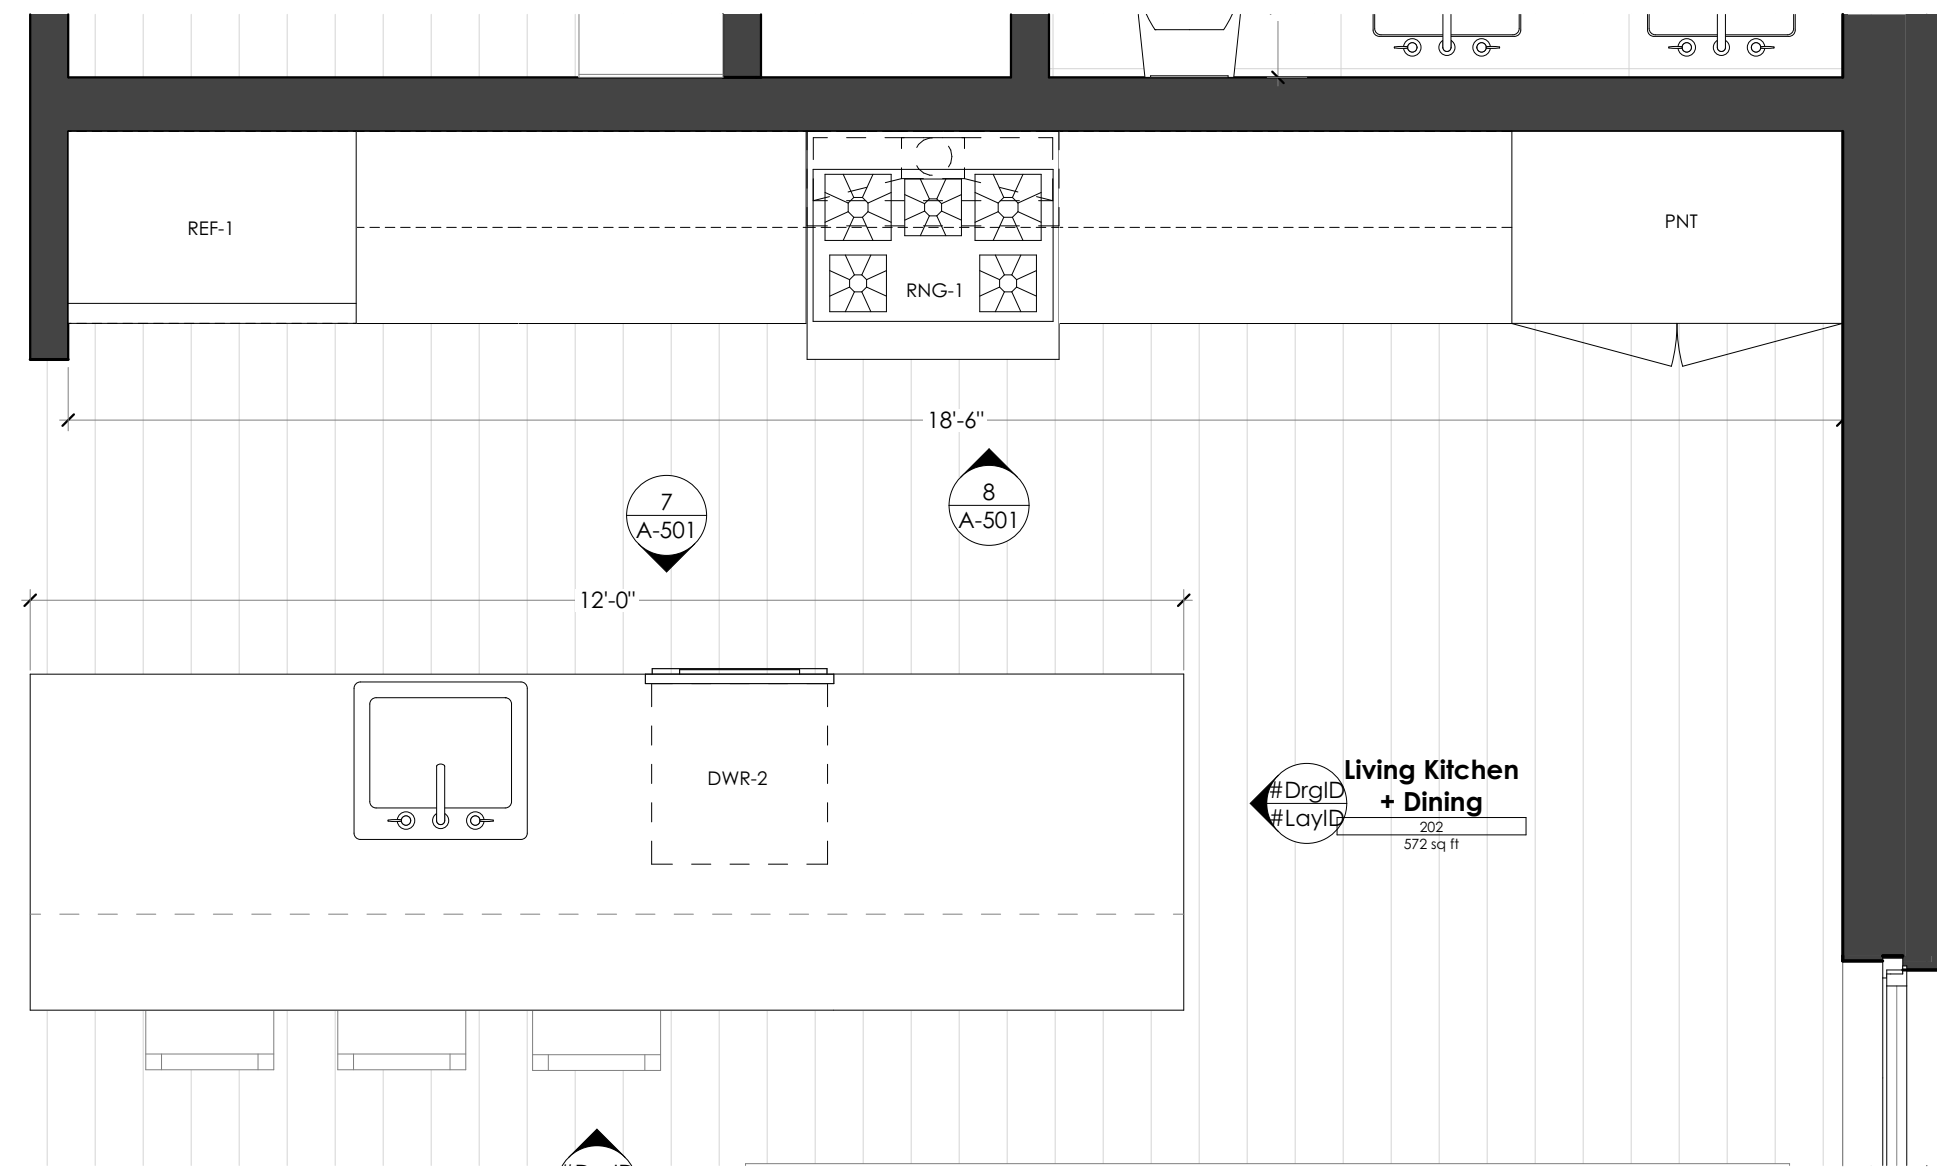 REF-1
PNT
RNG-1
18'-6"
7
A-501
8
A-501
12'-0"
DWR-2
#DrgID
#LayID
Living Kitchen
+ Dining
202
572 sq ft